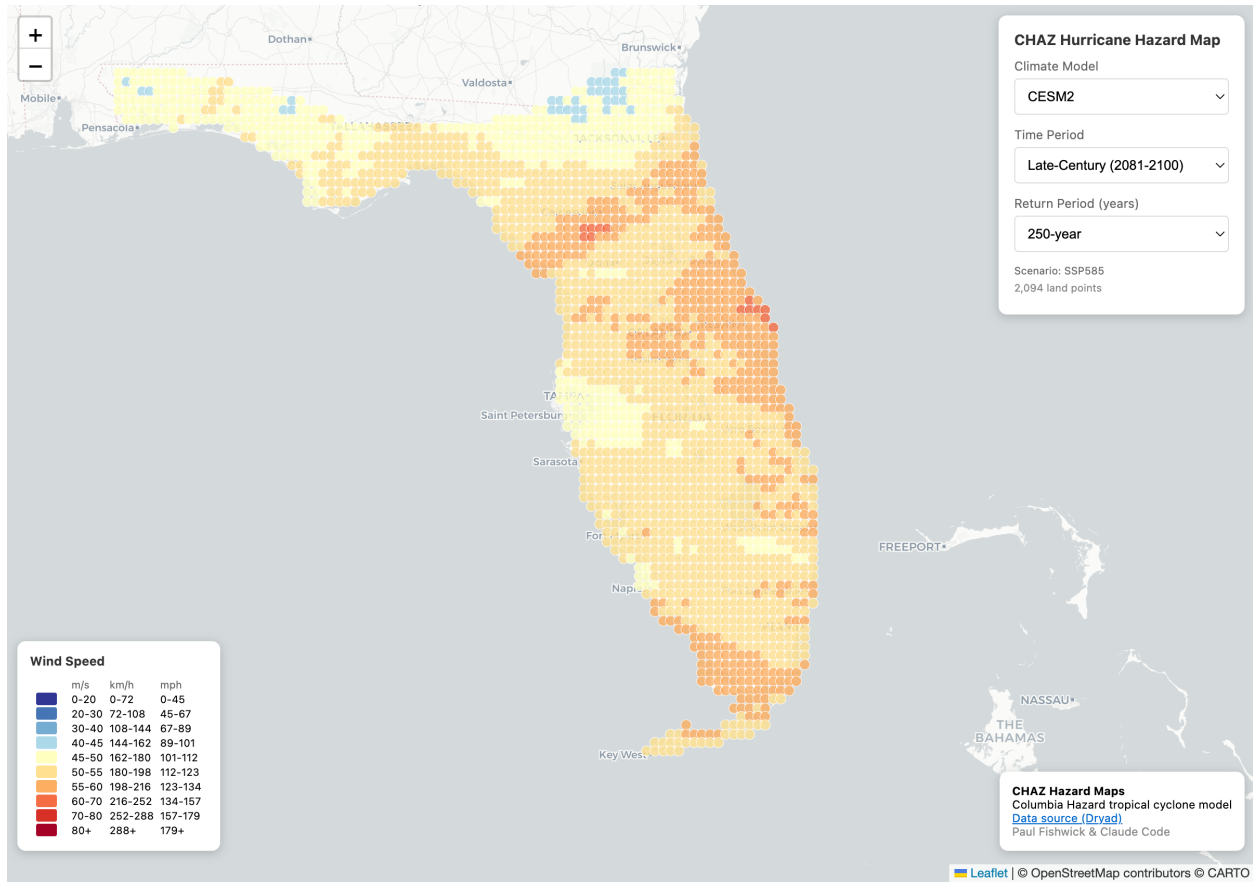 +
−
Dothan
Brunswick
Valdosta
Mobile
Pensacola
TALLAHASSEE
JACKSONVILLE
TAMPA
Saint Petersburg
FLORIDA
Sarasota
Naples
Key West
FREEPORT
NASSAU
THE
BAHAMAS
CHAZ Hurricane Hazard Map
Climate Model
CESM2
Time Period
Late-Century (2081-2100)
Return Period (years)
250-year
Scenario: SSP585
2,094 land points
Wind Speed
m/s km/h mph
0-20 0-72 0-45
20-30 72-108 45-67
30-40 108-144 67-89
40-45 144-162 89-101
45-50 162-180 101-112
50-55 180-198 112-123
55-60 198-216 123-134
60-70 216-252 134-157
70-80 252-288 157-179
80+ 288+ 179+
CHAZ Hazard Maps
Columbia Hazard tropical cyclone model
Data source (Dryad)
Paul Fishwick & Claude Code
Leaflet | © OpenStreetMap contributors © CARTO